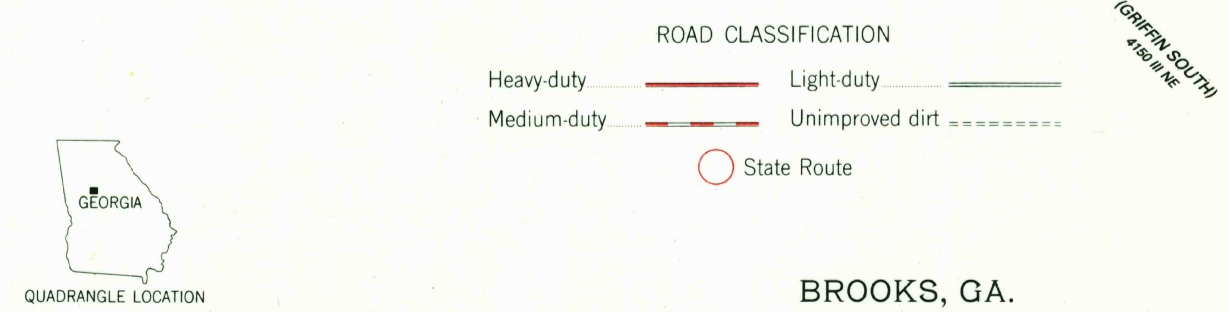 (GRIFFIN SOUTH)
4150 III NE
ROAD CLASSIFICATION
Heavy-duty
Light-duty
Medium-duty
Unimproved dirt
State Route
GEORGIA
QUADRANGLE LOCATION
BROOKS, GA.